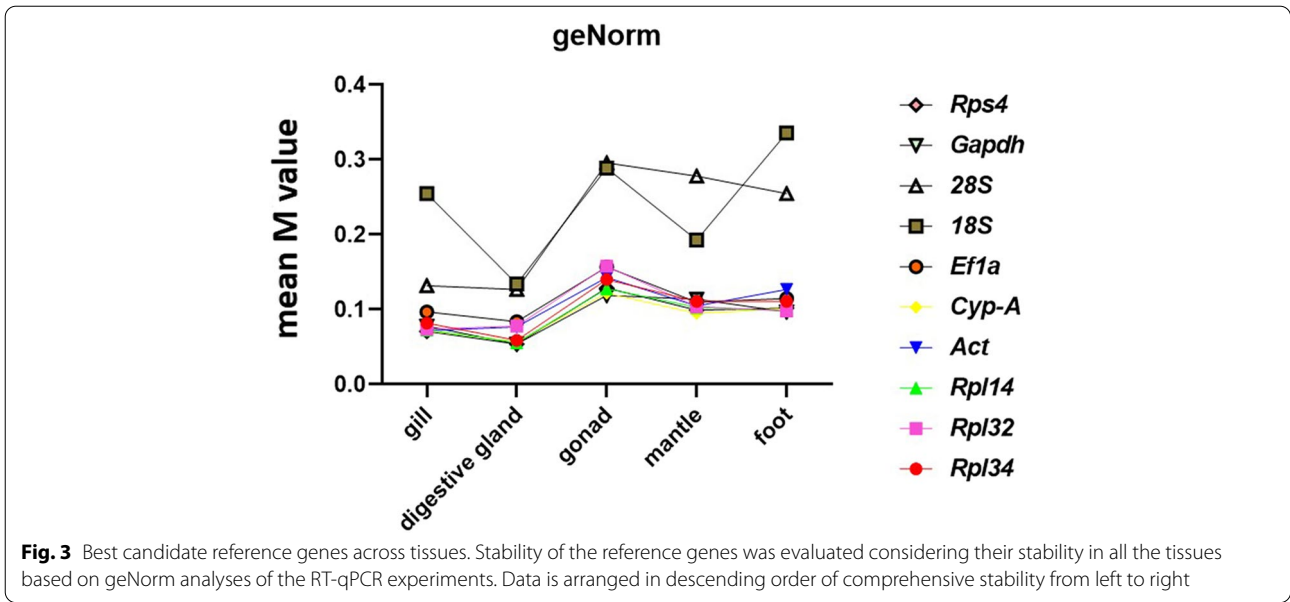 geNorm
mean M value
0.4
0.3
0.2
0.1
0.0
gill
digestive gland
gonad
mantle
foot
Rps4
Gapdh
28S
18S
Ef1a
Cyp-A
Act
Rpl14
Rpl32
Rpl34
Fig. 3 Best candidate reference genes across tissues. Stability of the reference genes was evaluated considering their stability in all the tissues
based on geNorm analyses of the RT-qPCR experiments. Data is arranged in descending order of comprehensive stability from left to right